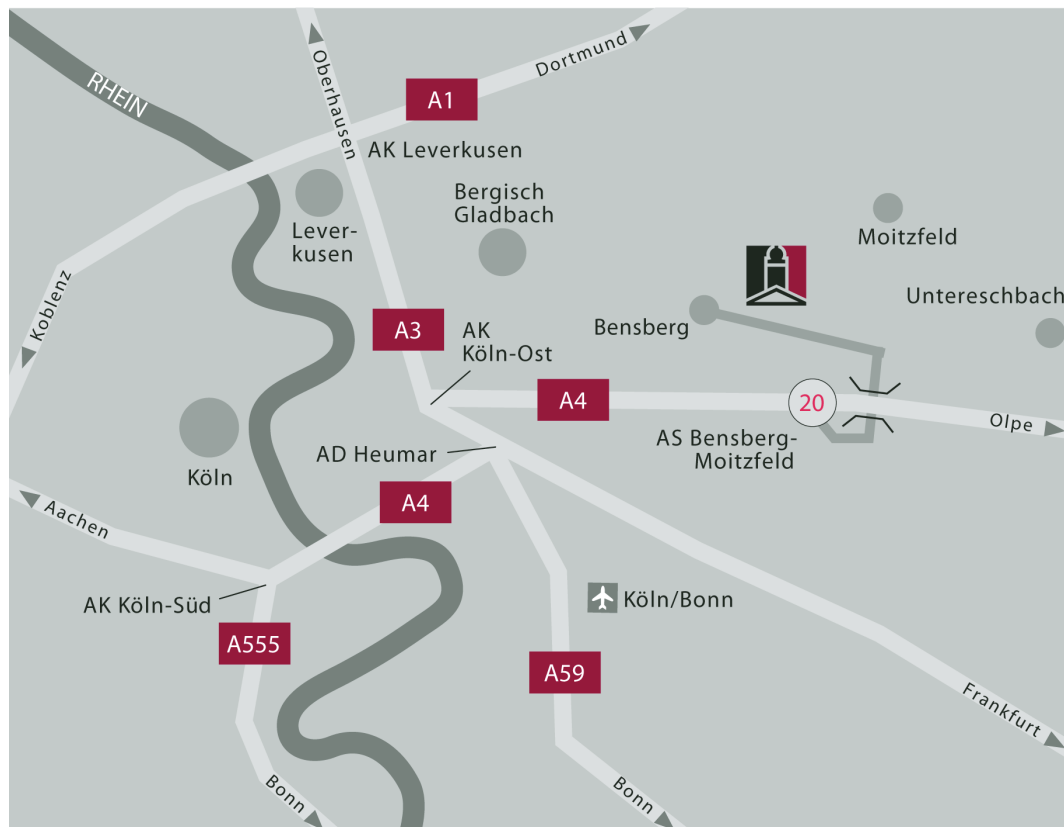 RHEIN
Oberhausen
Dortmund
A1
AK Leverkusen
Lever-
kusen
Bergisch
Gladbach
Moitzfeld
Untereschbach
Koblenz
A3
AK
Köln-Ost
Bensberg
A4
20
Olpe
AS Bensberg-
Moitzfeld
Köln
AD Heumar
A4
Aachen
AK Köln-Süd
A555
Köln/Bonn
A59
Frankfurt
Bonn
Bonn